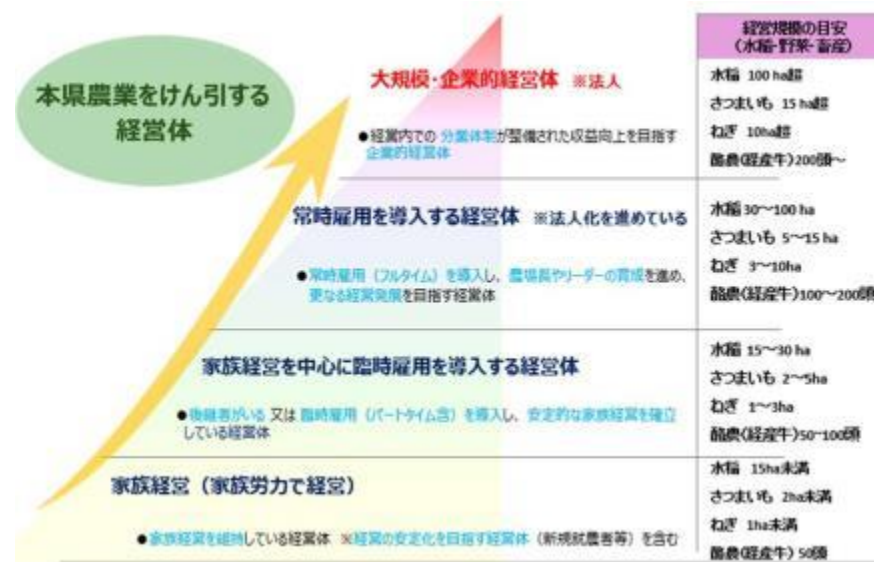 本県農業をけん引する
経営体
大規模・企業的経営体 ※法人
●経営内での 分業体制が整備された収益向上を目指す
企業的経営体
常時雇用を導入する経営体 ※法人化を進めている
●常時雇用（フルタイム）を導入し、農場長やリーダーの育成を進め、
更なる経営発展を目指す経営体
家族経営を中心に臨時雇用を導入する経営体
●後継者がいる 又は 臨時雇用（パートタイム含）を導入し、安定的な家族経営を確立
している経営体
家族経営（家族労力で経営）
●家族経営を維持している経営体 ※経営の安定化を目指す経営体（新規就農者等）を含む
経営規模の目安
（水稲・野菜・畜産）
水稲 100 ha超
さつまいも 15 ha超
ねぎ 10ha超
酪農(経産牛)200頭～
水稲 30～100 ha
さつまいも 5～15 ha
ねぎ 3～10ha
酪農(経産牛)100～200頭
水稲 15～30 ha
さつまいも 2～5ha
ねぎ 1～3ha
酪農(経産牛)50~100頭
水稲 15ha未満
さつまいも 2ha未満
ねぎ 1ha未満
酪農(経産牛) 50頭